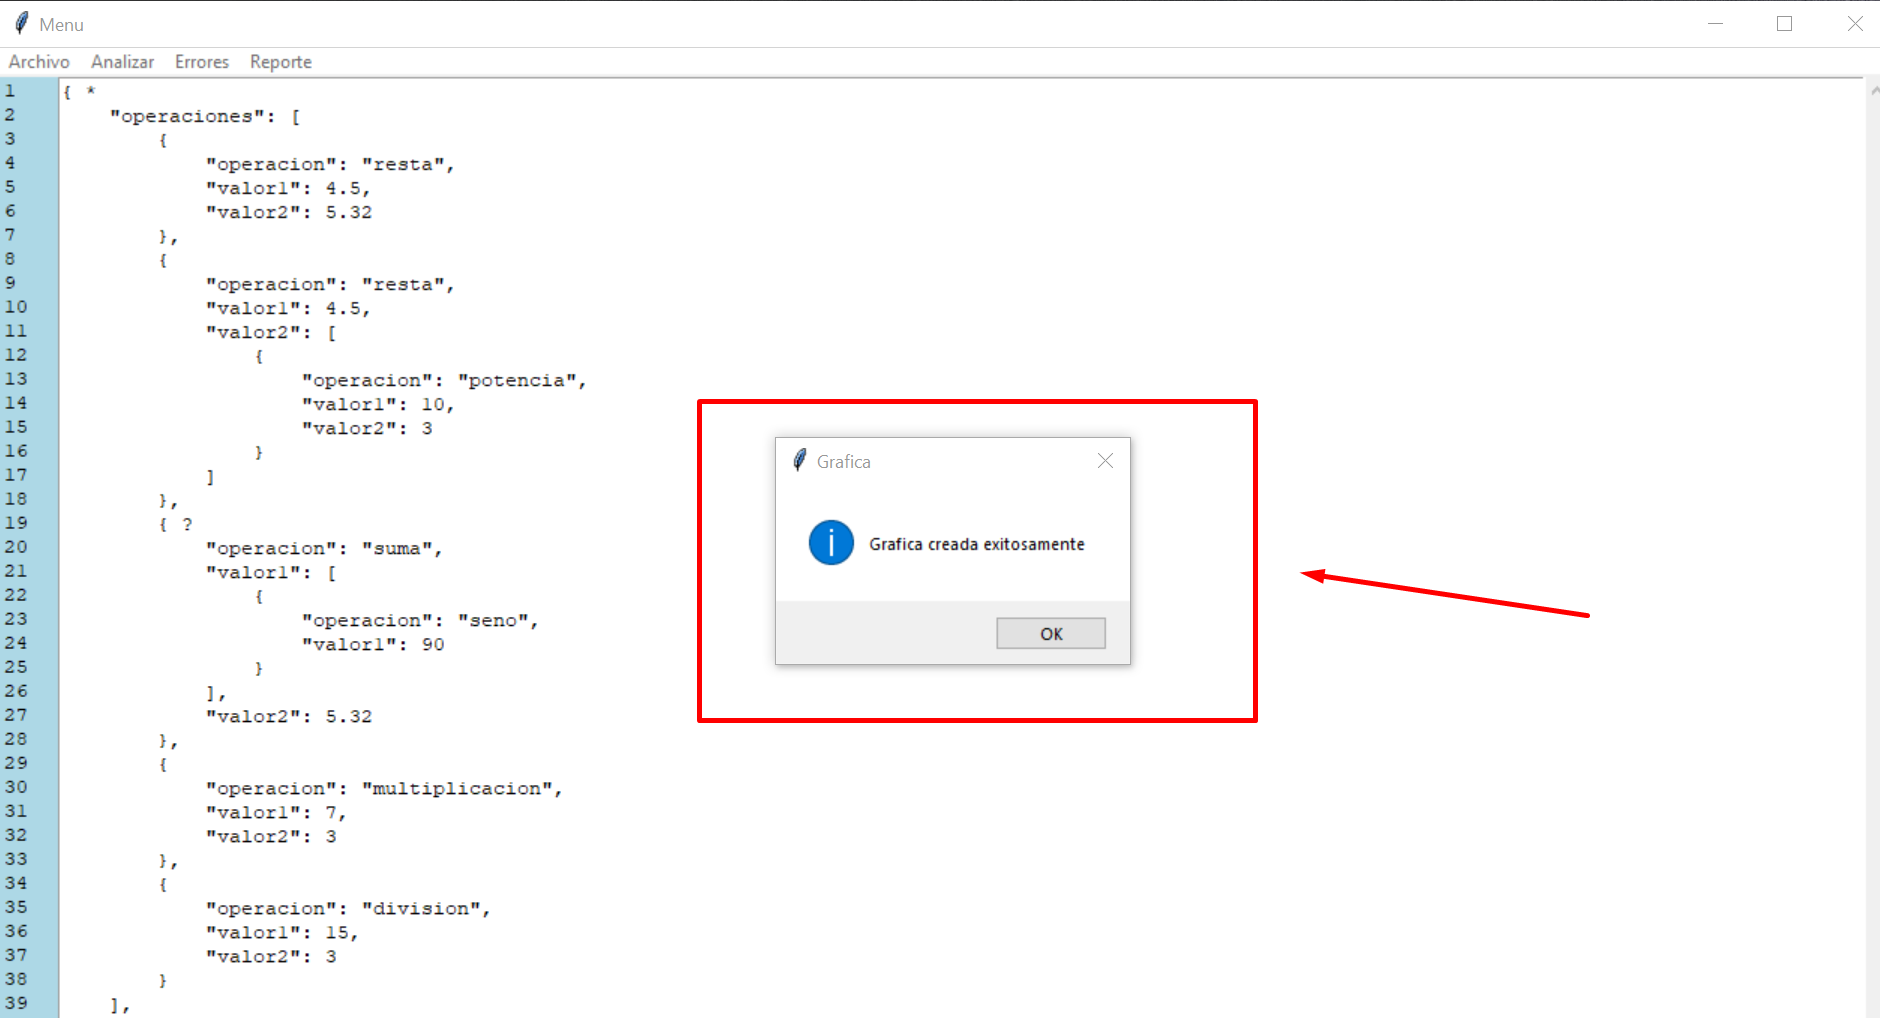 Menu
Archivo Analizar Errores Reporte
1 { *
2     "operaciones": [
3         {
4             "operacion": "resta",
5             "valor1": 4.5,
6             "valor2": 5.32
7         },
8         {
9             "operacion": "resta",
10             "valor1": 4.5,
11             "valor2": [
12                 {
13                     "operacion": "potencia",
14                     "valor1": 10,
15                     "valor2": 3
16                 }
17             ]
18         },
19         { ?
20             "operacion": "suma",
21             "valor1": [
22                 {
23                     "operacion": "seno",
24                     "valor1": 90
25                 }
26             ],
27             "valor2": 5.32
28         },
29         {
30             "operacion": "multiplicacion",
31             "valor1": 7,
32             "valor2": 3
33         },
34         {
35             "operacion": "division",
36             "valor1": 15,
37             "valor2": 3
38         }
39     ],
Grafica
Grafica creada exitosamente
OK